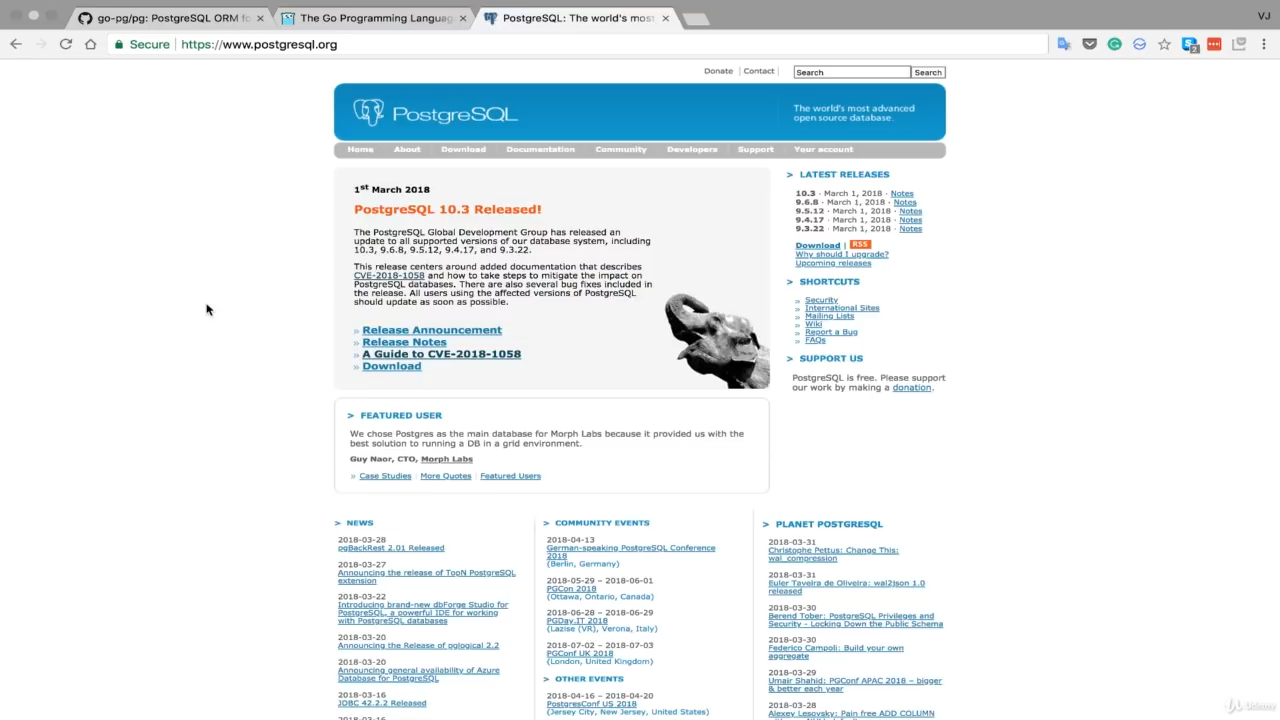 go-pg/pg: PostgreSQL ORM fo
The Go Programming Languag
PostgreSQL: The world's most
VJ
Secure
https://www.postgresql.org
2
Donate
Contact
Search
Search
PostgreSQL
The world's most advanced
open source database.
Home
About
Download
Documentation
Community
Developers
Support
Your account
1st March 2018
PostgreSQL 10.3 Released!
The PostgreSQL Global Development Group has released an
update to all supported versions of our database system, including
10.3, 9.6.8, 9.5.12, 9.4.17, and 9.3.22.
This release centers around added documentation that describes
CVE-2018-1058 and how to take steps to mitigate the impact on
PostgreSQL databases. There are also several bug fixes included in
the release. All users using the affected versions of PostgreSQL
should update as soon as possible.
» Release Announcement
» Release Notes
» A Guide to CVE-2018-1058
» Download
> LATEST RELEASES
10.3 · March 1, 2018 · Notes
9.6.8 · March 1, 2018 · Notes
9.5.12 · March 1, 2018 · Notes
9.4.17 · March 1, 2018 · Notes
9.3.22 · March 1, 2018 · Notes
Download | RSS
Why should I upgrade?
Upcoming releases
> SHORTCUTS
» Security
» International Sites
» Mailing Lists
» Wiki
» Report a Bug
» FAQs
> SUPPORT US
PostgreSQL is free. Please support
our work by making a donation.
> FEATURED USER
We chose Postgres as the main database for Morph Labs because it provided us with the
best solution to running a DB in a grid environment.
Guy Naor, CTO, Morph Labs
» Case Studies | More Quotes | Featured Users
> NEWS
2018-03-28
pgBackRest 2.01 Released
2018-03-27
Announcing the release of TopN PostgreSQL
extension
2018-03-22
Introducing brand-new dbForge Studio for
PostgreSQL, a powerful IDE for working
with PostgreSQL databases
2018-03-20
Announcing the Release of pglogical 2.2
2018-03-20
Announcing general availability of Azure
Database for PostgreSQL
2018-03-16
JDBC 42.2.2 Released
2018-03-16
> COMMUNITY EVENTS
2018-04-13
German-speaking PostgreSQL Conference
2018
(Berlin, Germany)
2018-05-29 – 2018-06-01
PGCon 2018
(Ottawa, Ontario, Canada)
2018-06-28 – 2018-06-29
PGDay.IT 2018
(Lazise (VR), Verona, Italy)
2018-07-02 – 2018-07-03
PGConf UK 2018
(London, United Kingdom)
> OTHER EVENTS
2018-04-16 – 2018-04-20
PostgresConf US 2018
(Jersey City, New Jersey, United States)
> PLANET POSTGRESQL
2018-03-31
Christophe Pettus: Change This:
wal_compression
2018-03-31
Euler Taveira de Oliveira: wal2json 1.0
released
2018-03-30
Berend Tober: PostgreSQL Privileges and
Security - Locking Down the Public Schema
2018-03-30
Federico Campoli: Build your own
aggregate
2018-03-29
Umair Shahid: PGConf APAC 2018 – bigger
& better each year
2018-03-28
Alexey Lesovsky: Pain free ADD COLUMN
Udemy